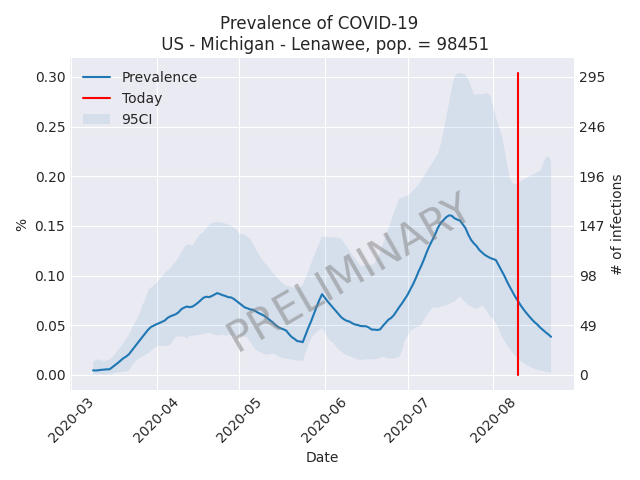 Prevalence of COVID-19
US - Michigan - Lenawee, pop. = 98451
Prevalence
Today
95CI
0.30
0.25
0.20
0.15
0.10
0.05
0.00
%
295
246
196
147
98
49
0
# of infections
PRELIMINARY
2020-03
2020-04
2020-05
2020-06
2020-07
2020-08
Date